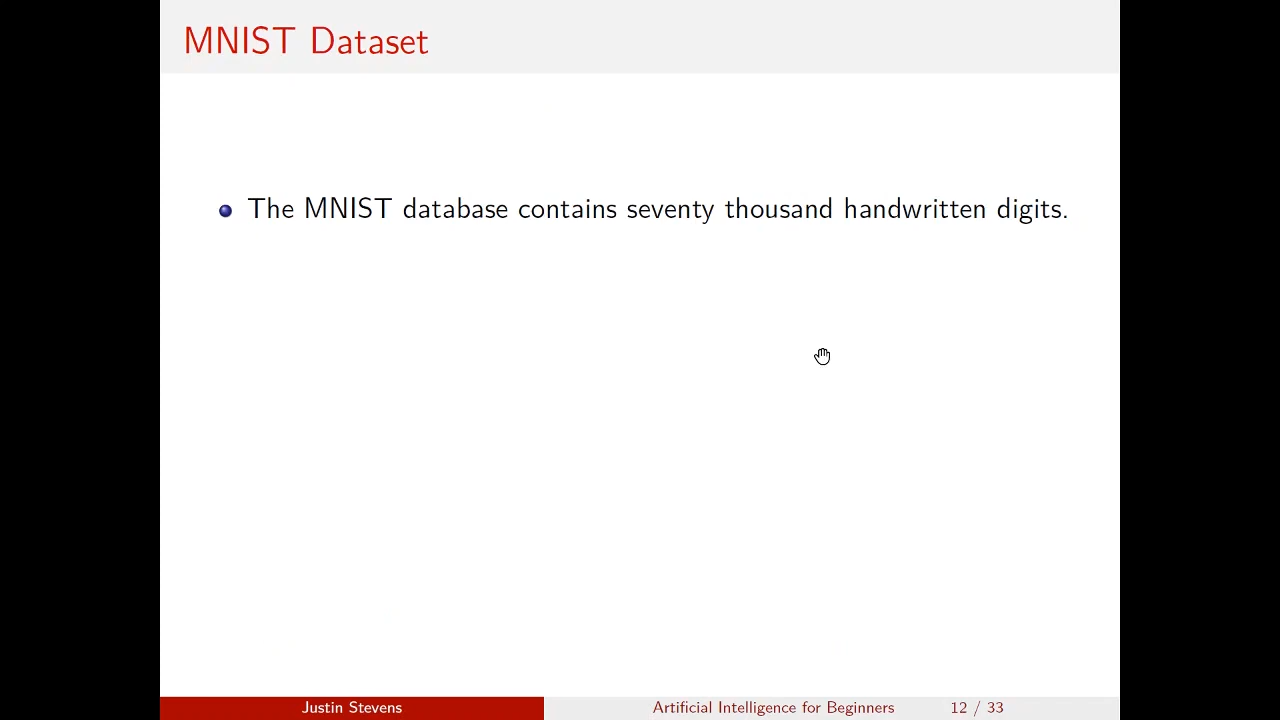 MNIST Dataset
The MNIST database contains seventy thousand handwritten digits.
Justin Stevens
Artificial Intelligence for Beginners
12 / 33